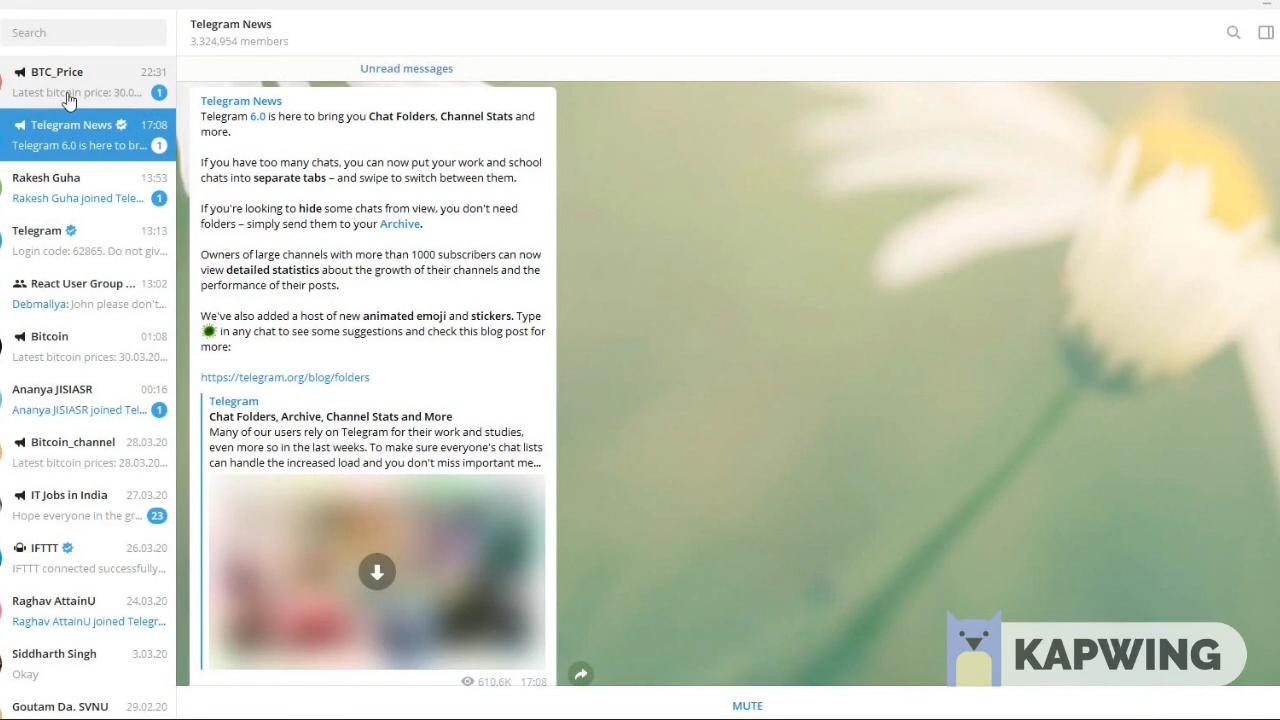 Search
BTC_Price 22:31
Latest bitcoin price: 30.0... 1
Telegram News 17:08
Telegram 6.0 is here to br... 1
Rakesh Guha 13:53
Rakesh Guha joined Tele... 1
Telegram 13:13
Login code: 62865. Do not giv...
React User Group ... 13:02
Debmallya: John please don't...
Bitcoin 01:08
Latest bitcoin prices: 30.03.20...
Ananya JISIASR 00:16
Ananya JISIASR joined Tel... 1
Bitcoin_channel 28.03.20
Latest bitcoin prices: 28.03.20...
IT Jobs in India 27.03.20
Hope everyone in the gr... 23
IFTTT 26.03.20
IFTTT connected successfully...
Raghav AttainU 24.03.20
Raghav AttainU joined Telegr...
Siddharth Singh 3.03.20
Okay
Goutam Da. SVNU 29.02.20
Telegram News
3,324,954 members
Unread messages
Telegram News
Telegram 6.0 is here to bring you Chat Folders, Channel Stats and
more.
If you have too many chats, you can now put your work and school
chats into separate tabs – and swipe to switch between them.
If you're looking to hide some chats from view, you don't need
folders – simply send them to your Archive.
Owners of large channels with more than 1000 subscribers can now
view detailed statistics about the growth of their channels and the
performance of their posts.
We've also added a host of new animated emoji and stickers. Type
in any chat to see some suggestions and check this blog post for
more:
https://telegram.org/blog/folders
Telegram
Chat Folders, Archive, Channel Stats and More
Many of our users rely on Telegram for their work and studies,
even more so in the last weeks. To make sure everyone's chat lists
can handle the increased load and you don't miss important me...
610.6K 17:08
MUTE
KAPWING